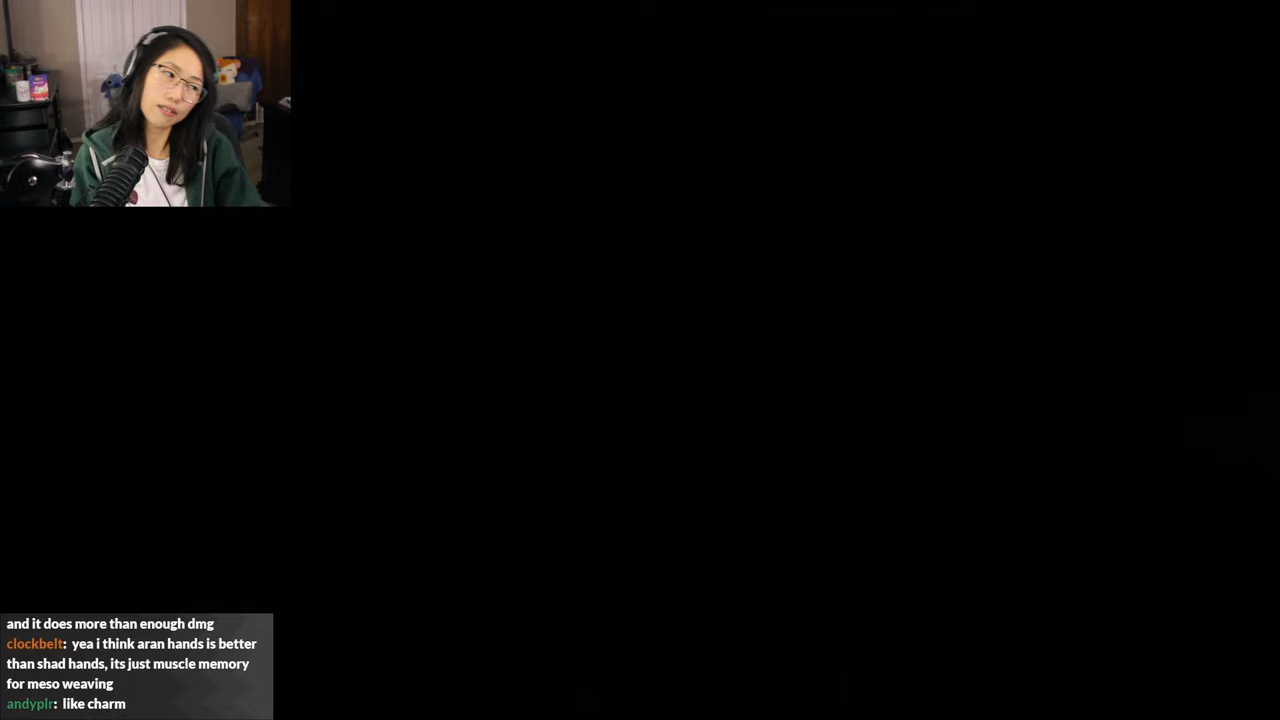 and it does more than enough dmg
clockbelt: yea i think aran hands is better
than shad hands, its just muscle memory
for meso weaving
andyplr: like charm